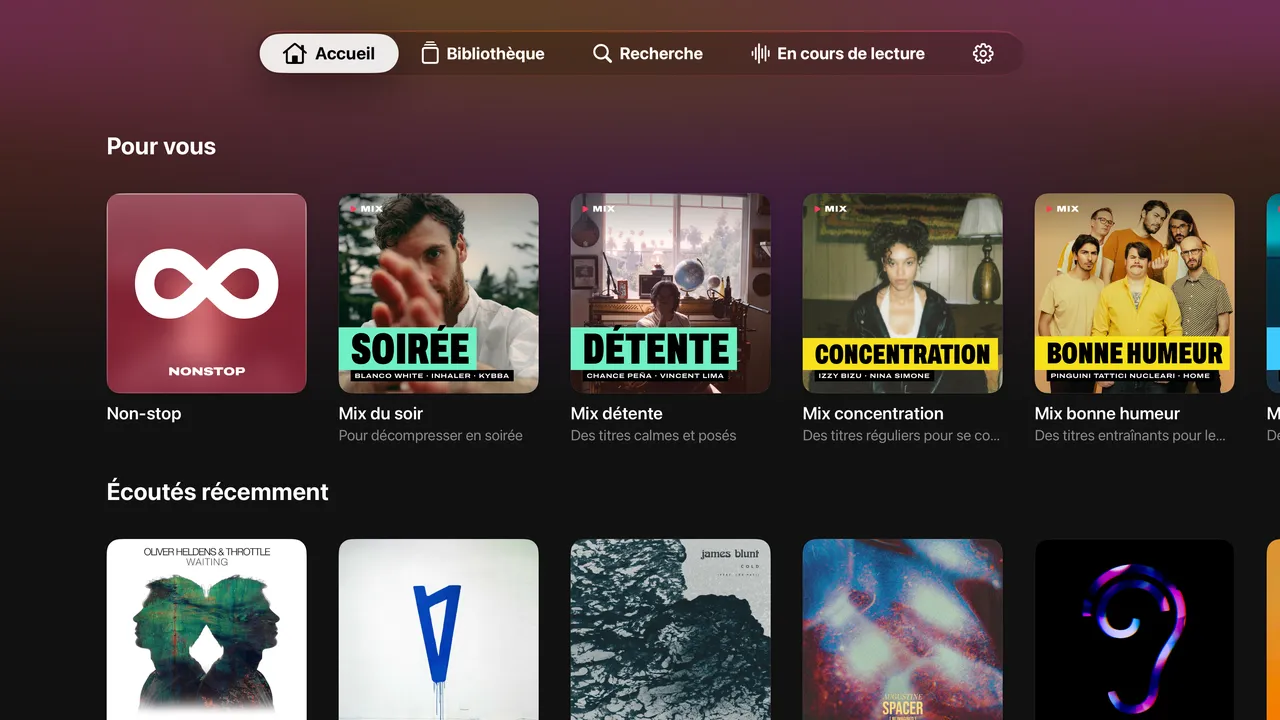 Accueil
Bibliothèque
Recherche
En cours de lecture
Pour vous
NONSTOP
MIX
SOIRÉE
BLANCO WHITE · INHALER · KYBBA
MIX
DÉTENTE
CHANCE PEÑA · VINCENT LIMA
MIX
CONCENTRATION
IZZY BIZU · NINA SIMONE
MIX
BONNE HUMEUR
PINGUINI TATTICI NUCLEARI · HOME
Non-stop
Mix du soir
Pour décompresser en soirée
Mix détente
Des titres calmes et posés
Mix concentration
Des titres réguliers pour se co...
Mix bonne humeur
Des titres entraînants pour le...
M
Écoutés récemment
OLIVER HELDENS & THROTTLE
WAITING
james blunt
COLD
AUGUSTINE
SPACER